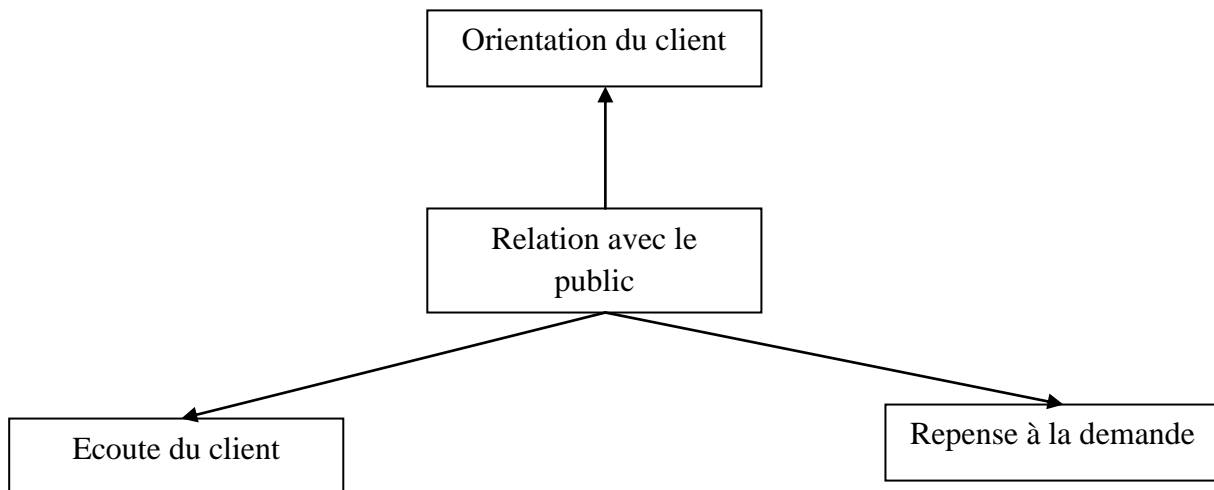 Orientation du client
Relation avec le
public
Ecoute du client
Repense à la demande